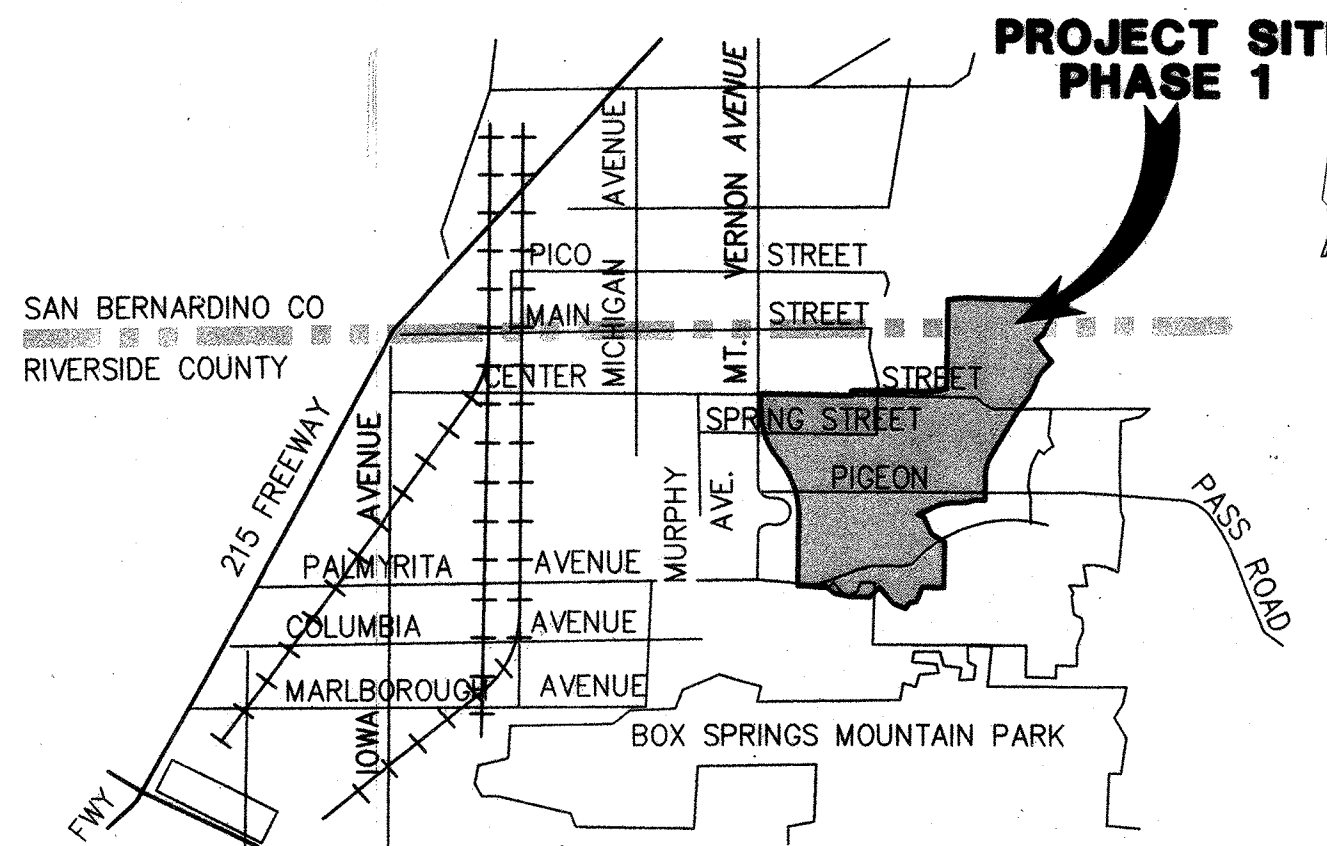 PROJECT SIT
PHASE 1
AVENUE
MT. VERNON AVENUE
PICO STREET
MICHIGAN
SAN BERNARDINO CO
MAIN STREET
RIVERSIDE COUNTY
CENTER STREET
SPRING STREET
215 FREEWAY
AVENUE
PIGEON
PASS ROAD
MURPHY
AVE.
PALMYRITA AVENUE
COLUMBIA AVENUE
MARLBOROUGH AVENUE
IOWA
BOX SPRINGS MOUNTAIN PARK
FWY